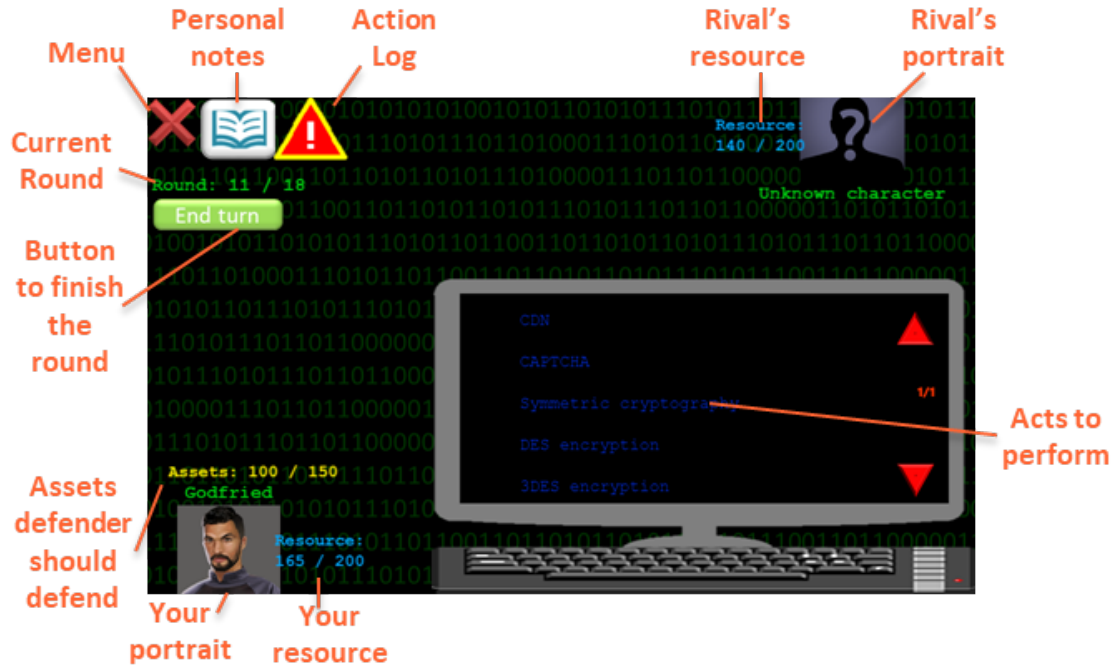 Personal
notes
Action
Log
Rival's
resource
Rival's
portrait
Menu
Current
Round
Resource:
140 / 200
Unknown character
Round: 11 / 18
End turn
Button
to finish
the
round
CDN
CAPTCHA
Symmetric cryptography
DES encryption
3DES encryption
1/1
Acts to
perform
Assets: 100 / 150
Godfried
Assets
defender
should
defend
Resource:
165 / 200
Your
portrait
Your
resource